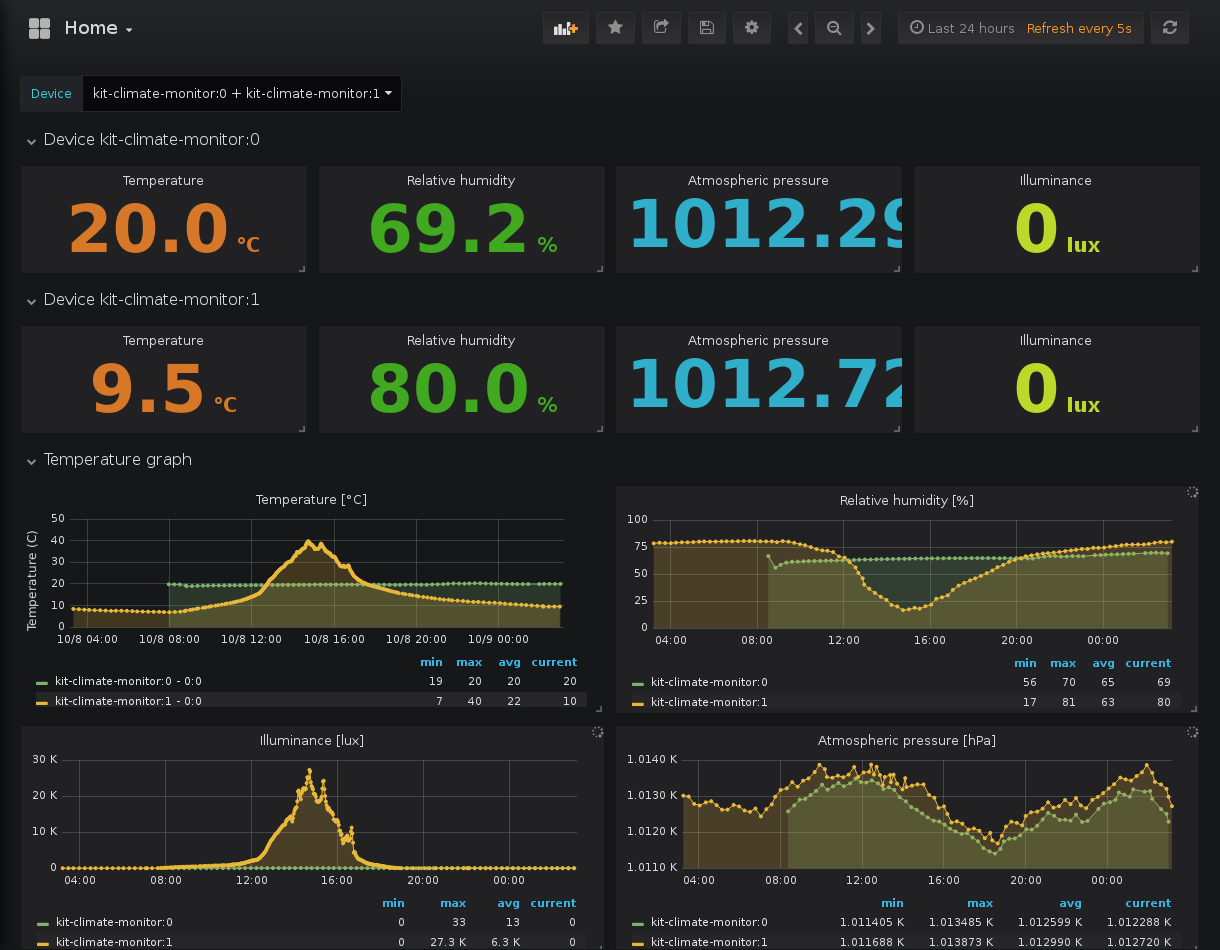 Home
Last 24 hours Refresh every 5s
Device kit-climate-monitor:0 + kit-climate-monitor:1
Device kit-climate-monitor:0
Temperature Relative humidity Atmospheric pressure Illuminance
20.0 °C 69.2 % 1012.29 0 lux
Device kit-climate-monitor:1
Temperature Relative humidity Atmospheric pressure Illuminance
9.5 °C 80.0 % 1012.72 0 lux
Temperature graph
Temperature [°C]
Temperature (C)
50
40
30
20
10
0
10/8 04:00 10/8 08:00 10/8 12:00 10/8 16:00 10/8 20:00 10/9 00:00
min max avg current
kit-climate-monitor:0 - 0:0 19 20 20 20
kit-climate-monitor:1 - 0:0 7 40 22 10
Relative humidity [%]
100
75
50
25
0
04:00 08:00 12:00 16:00 20:00 00:00
min max avg current
kit-climate-monitor:0 56 70 65 69
kit-climate-monitor:1 17 81 63 80
Illuminance [lux]
30 K
20 K
10 K
0
04:00 08:00 12:00 16:00 20:00 00:00
min max avg current
kit-climate-monitor:0 0 33 13 0
kit-climate-monitor:1 0 27.3 K 6.3 K 0
Atmospheric pressure [hPa]
1.0140 K
1.0130 K
1.0120 K
1.0110 K
04:00 08:00 12:00 16:00 20:00 00:00
min max avg current
kit-climate-monitor:0 1.011405 K 1.013485 K 1.012599 K 1.012288 K
kit-climate-monitor:1 1.011688 K 1.013873 K 1.012990 K 1.012720 K